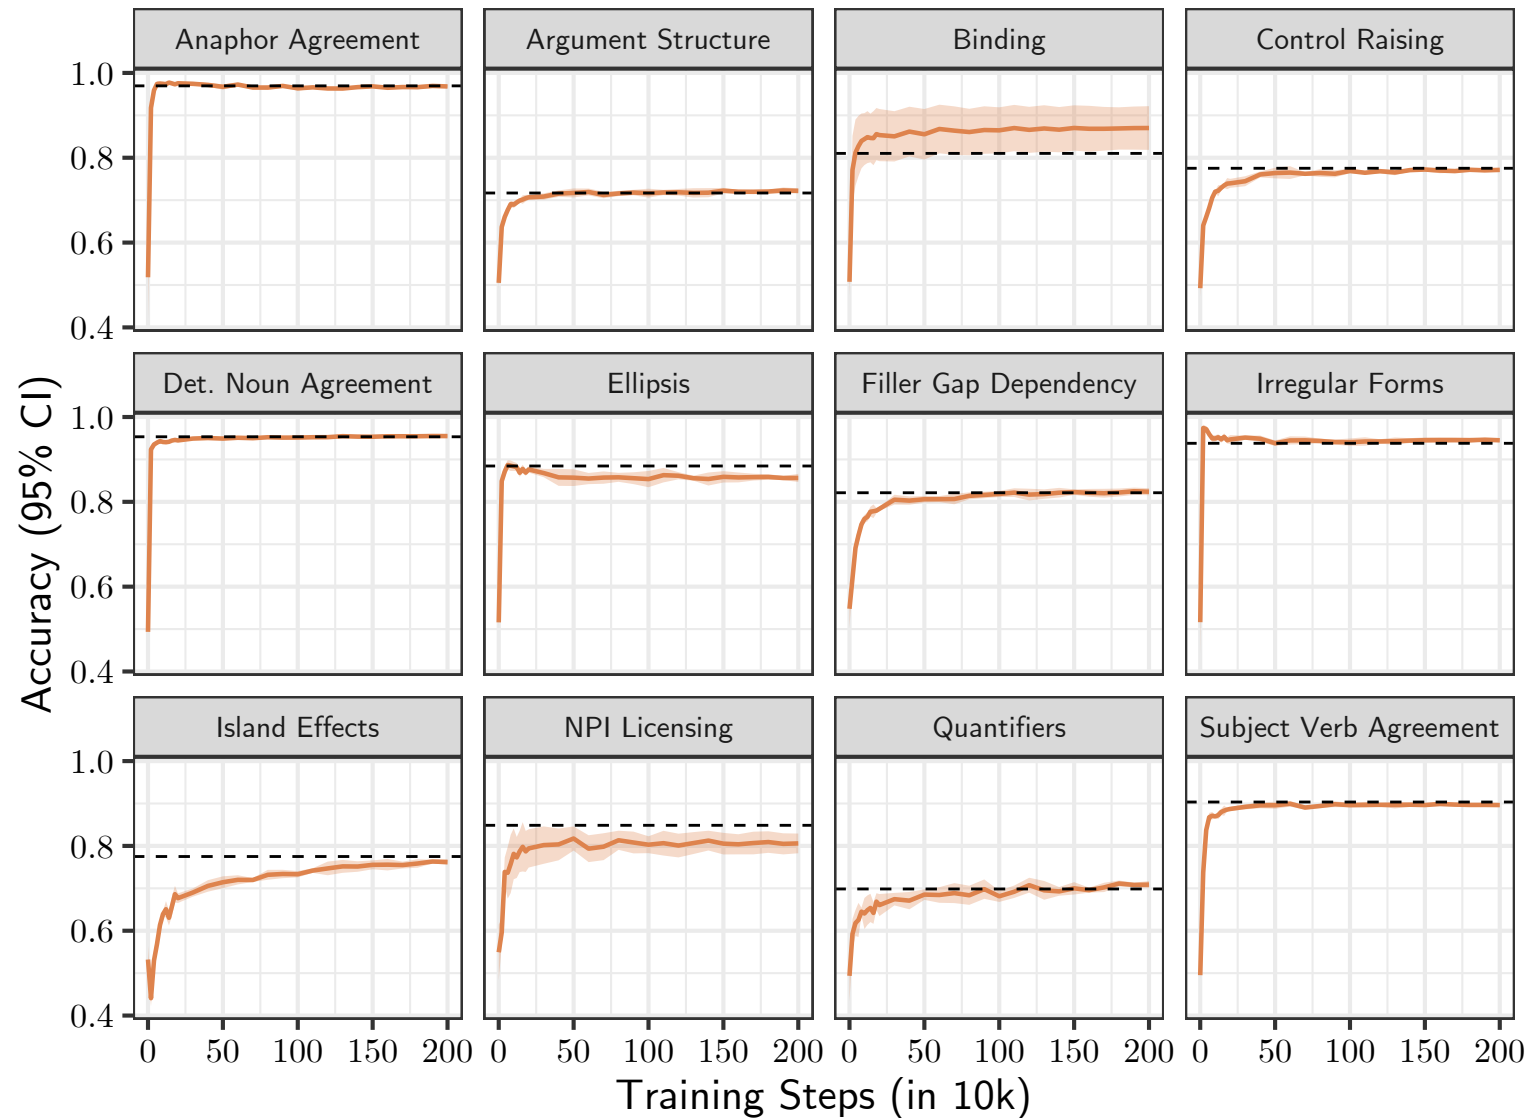 Anaphor Agreement
Argument Structure
Binding
Control Raising
1.0
0.8
0.6
0.4
Det. Noun Agreement
Ellipsis
Filler Gap Dependency
Irregular Forms
1.0
0.8
0.6
0.4
Island Effects
NPI Licensing
Quantifiers
Subject Verb Agreement
1.0
0.8
0.6
0.4
0 50 100 150 200
0 50 100 150 200
0 50 100 150 200
0 50 100 150 200
Accuracy (95% CI)
Training Steps (in 10k)